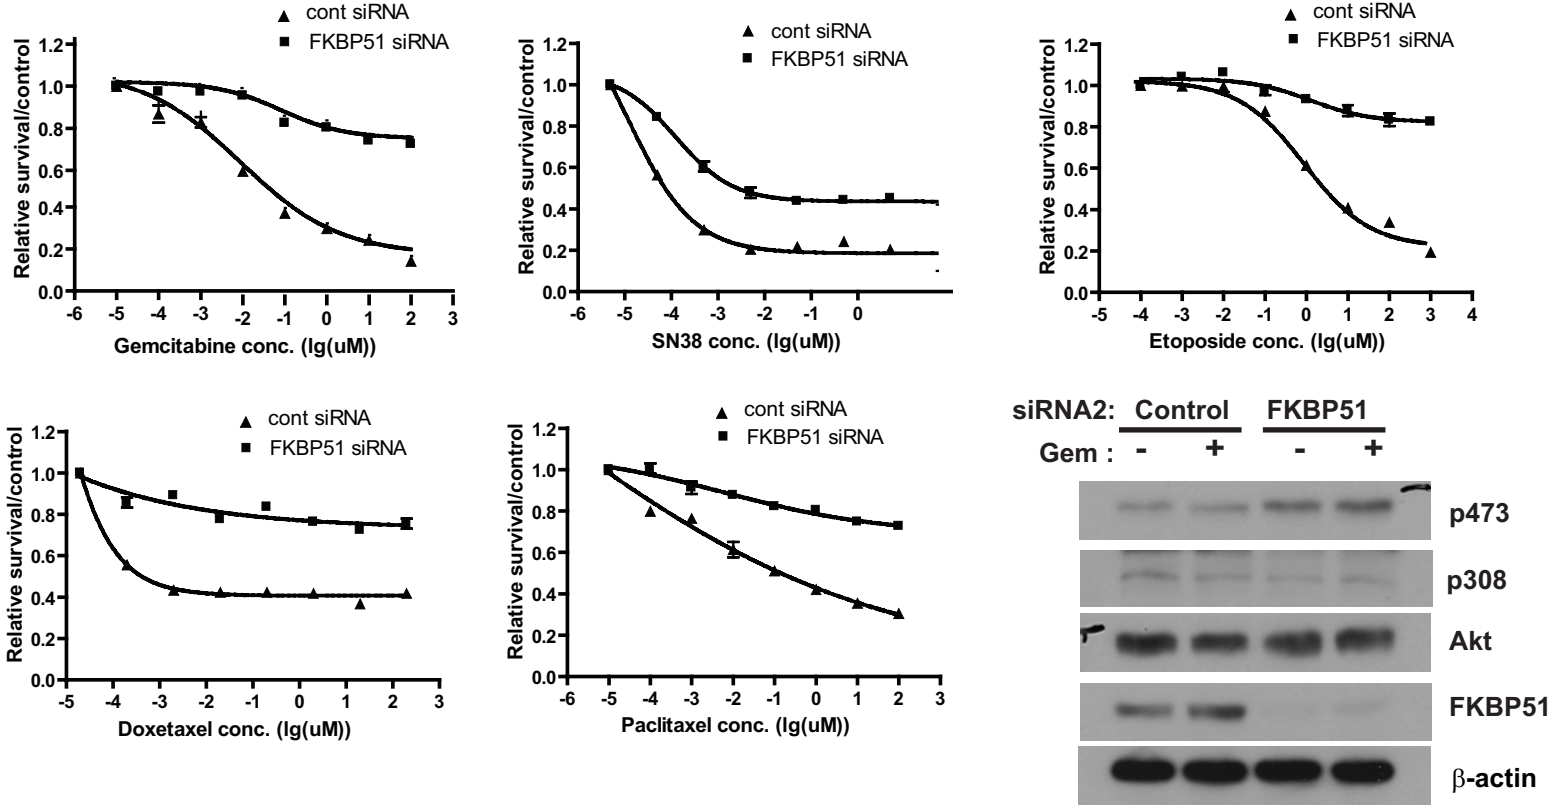 cont siRNA
FKBP51 siRNA
Relative survival/control
1.2
1.0
0.8
0.6
0.4
0.2
0.0
-6 -5 -4 -3 -2 -1 0 1 2 3
Gemcitabine conc. (lg(uM))
cont siRNA
FKBP51 siRNA
Relative survival/control
1.2
1.0
0.8
0.6
0.4
0.2
0.0
-6 -5 -4 -3 -2 -1 0
SN38 conc. (lg(uM))
cont siRNA
FKBP51 siRNA
Relative survival/control
1.2
1.0
0.8
0.6
0.4
0.2
0.0
-5 -4 -3 -2 -1 0 1 2 3 4
Etoposide conc. (lg(uM))
cont siRNA
FKBP51 siRNA
Relative survival/control
1.2
1.0
0.8
0.6
0.4
0.2
0.0
-5 -4 -3 -2 -1 0 1 2 3
Doxetaxel conc. (lg(uM))
cont siRNA
FKBP51 siRNA
Relative survival/control
1.2
1.0
0.8
0.6
0.4
0.2
0.0
-6 -5 -4 -3 -2 -1 0 1 2 3
Paclitaxel conc. (lg(uM))
siRNA2: Control FKBP51
Gem : - + - +
p473
p308
Akt
FKBP51
β-actin